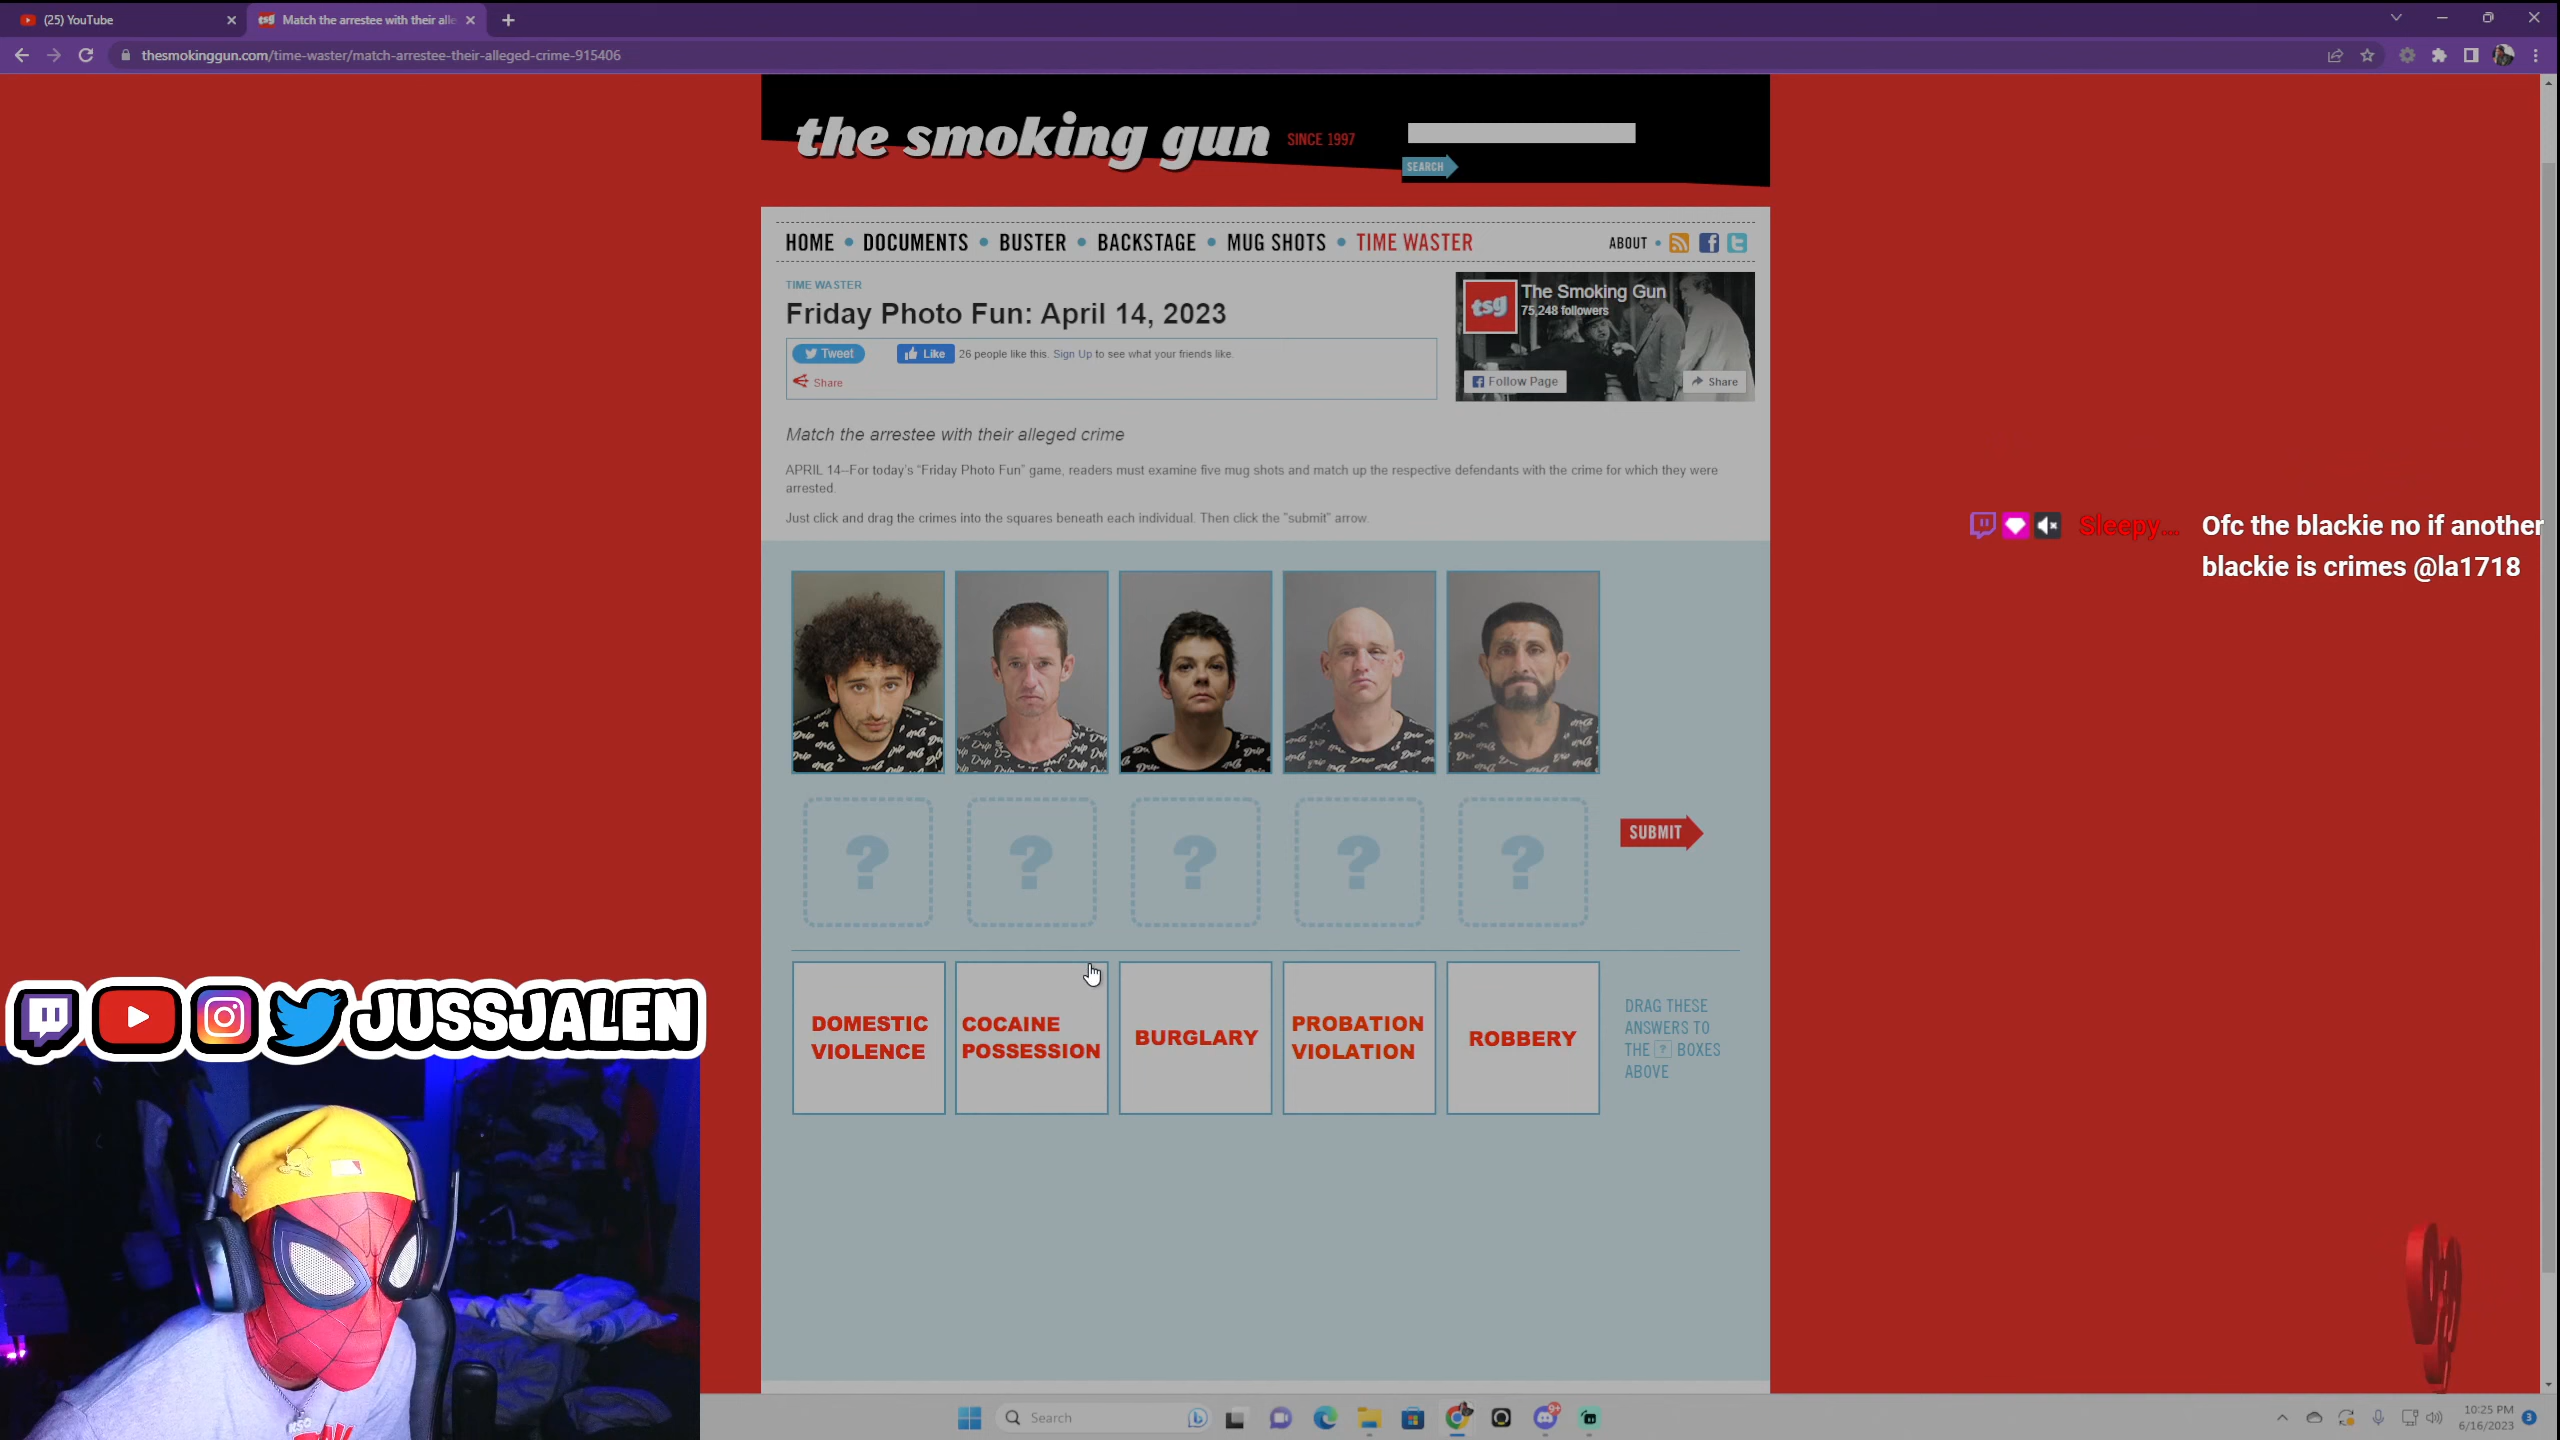 (25) YouTube
Match the arrestee with their alle
thesmokinggun.com/time-waster/match-arrestee-their-alleged-crime-915406
the smoking gun SINCE 1997
SEARCH
HOME • DOCUMENTS • BUSTER • BACKSTAGE • MUG SHOTS • TIME WASTER
ABOUT •
TIME WASTER
Friday Photo Fun: April 14, 2023
Tweet
Like 26 people like this. Sign Up to see what your friends like.
Share
tsg
The Smoking Gun
75,248 followers
Follow Page
Share
Match the arrestee with their alleged crime
APRIL 14--For today's "Friday Photo Fun" game, readers must examine five mug shots and match up the respective defendants with the crime for which they were
arrested.
Just click and drag the crimes into the squares beneath each individual. Then click the "submit" arrow.
Sleepy... Ofc the blackie no if another
blackie is crimes @la1718
? ? ? ? ?
SUBMIT
DOMESTIC
VIOLENCE
COCAINE
POSSESSION
BURGLARY
PROBATION
VIOLATION
ROBBERY
DRAG THESE
ANSWERS TO
THE ? BOXES
ABOVE
JUSSJALEN
Search
10:25 PM
6/16/2023
3